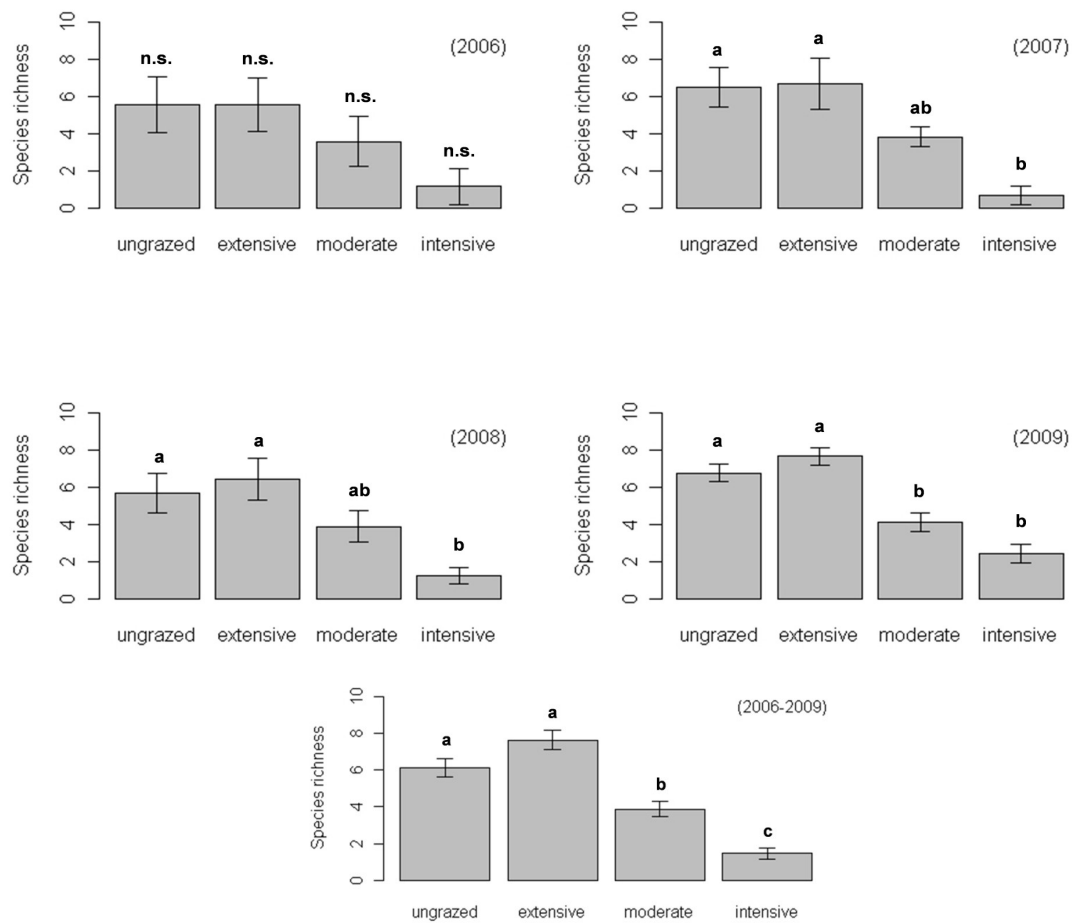 10
8
6
4
2
0
Species richness
(2006)
n.s.
n.s.
n.s.
n.s.
ungrazed extensive moderate intensive
10
8
6
4
2
0
Species richness
(2007)
a
a
ab
b
ungrazed extensive moderate intensive
10
8
6
4
2
0
Species richness
(2008)
a
a
ab
b
ungrazed extensive moderate intensive
10
8
6
4
2
0
Species richness
(2009)
a
a
b
b
ungrazed extensive moderate intensive
10
8
6
4
2
0
Species richness
(2006-2009)
a
a
b
c
ungrazed extensive moderate intensive